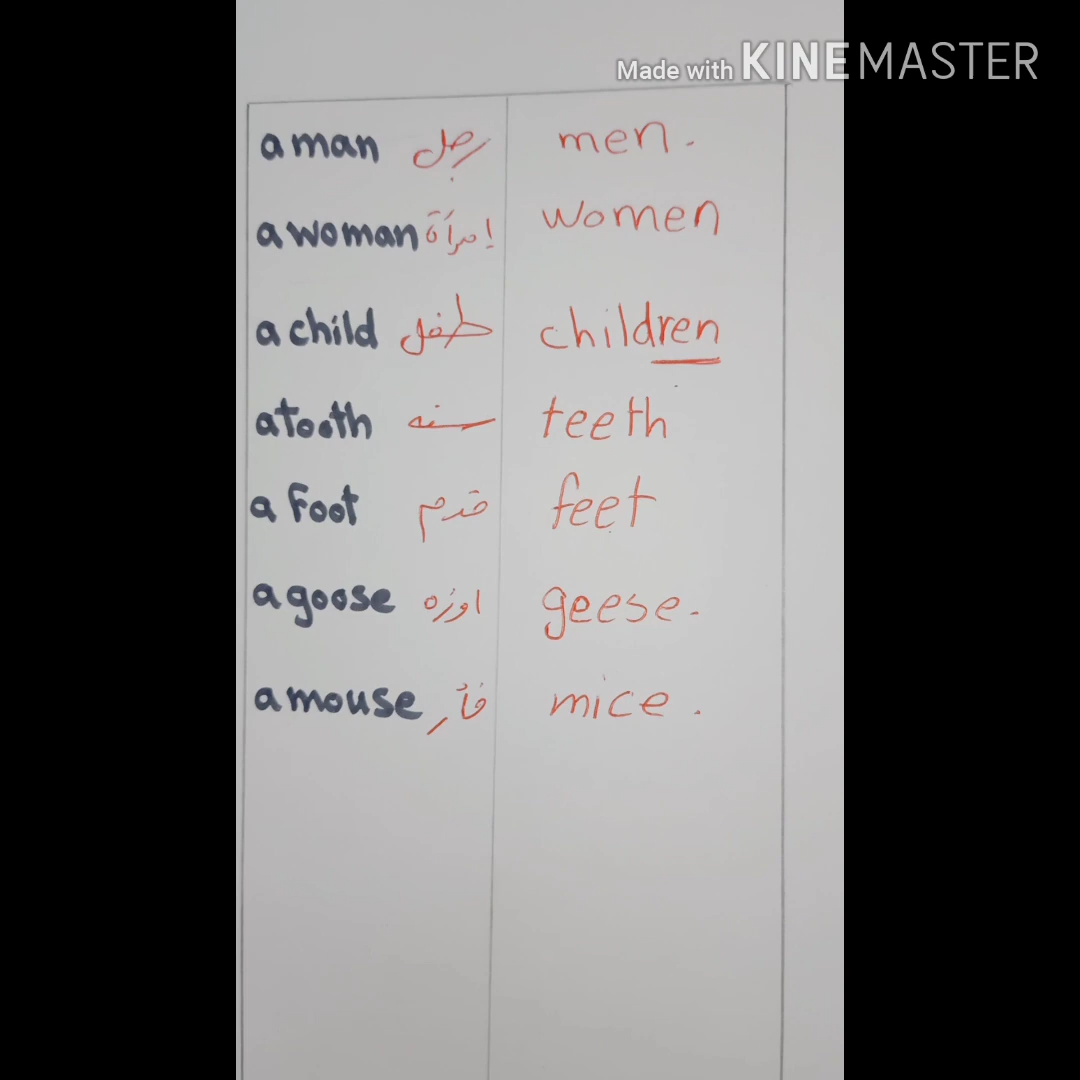 Made with KINEMASTER
a man رجل men.
a woman إمرأة women
a child طفل children
a tooth سنه teeth
a Foot قدم feet
a goose اوزه geese.
a mouse فأر mice.